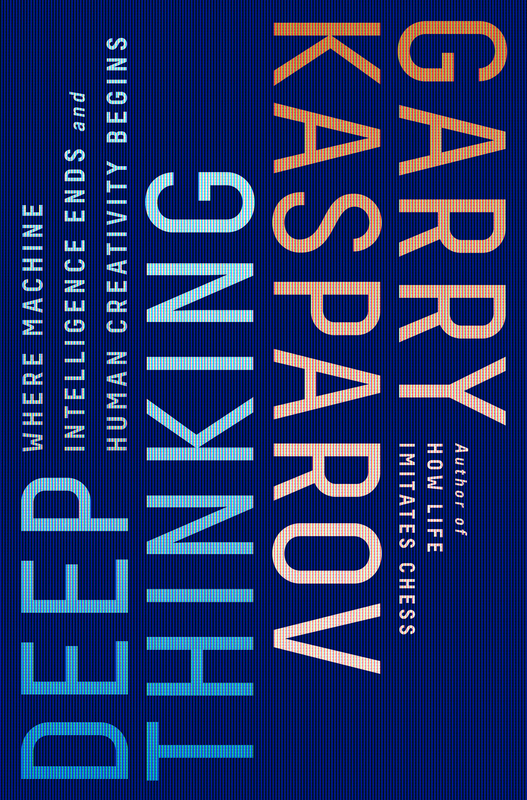 DEEP
THINKING
WHERE MACHINE
INTELLIGENCE ENDS and
HUMAN CREATIVITY BEGINS
GARRY
KASPAROV
Author of
HOW LIFE
IMITATES CHESS